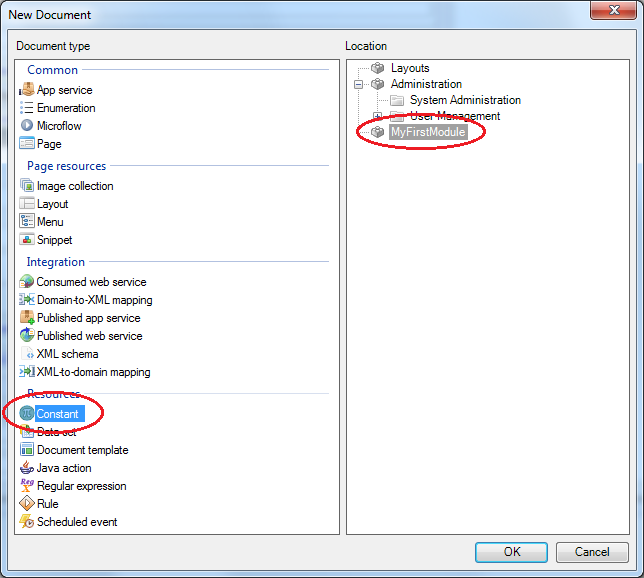 New Document
Document type
Common
App service
Enumeration
Microflow
Page
Page resources
Image collection
Layout
Menu
Snippet
Integration
Consumed web service
Domain-to-XML mapping
Published app service
Published web service
XML schema
XML-to-domain mapping
Resources
Constant
Data set
Document template
Java action
Regular expression
Rule
Scheduled event
Location
Layouts
Administration
System Administration
User Management
MyFirstModule
OK
Cancel